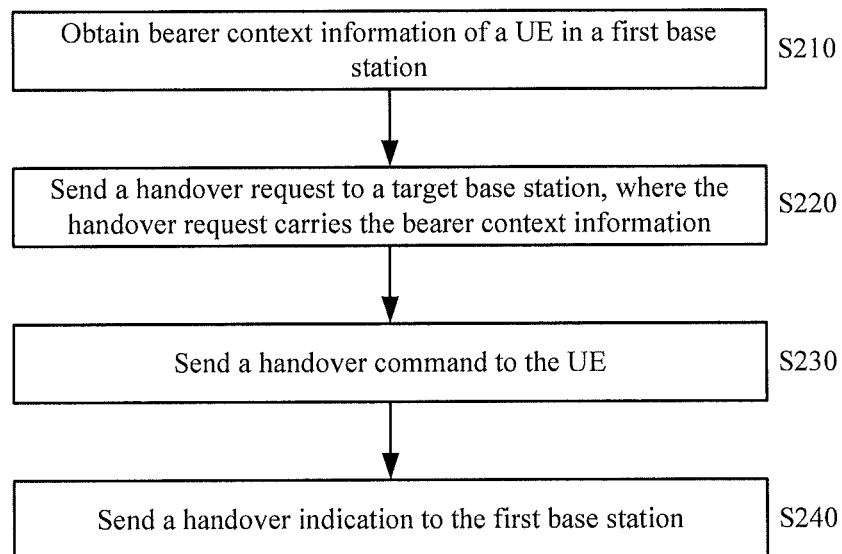 Obtain bearer context information of a UE in a first base
station
S210
Send a handover request to a target base station, where the
handover request carries the bearer context information
S220
Send a handover command to the UE
S230
Send a handover indication to the first base station
S240